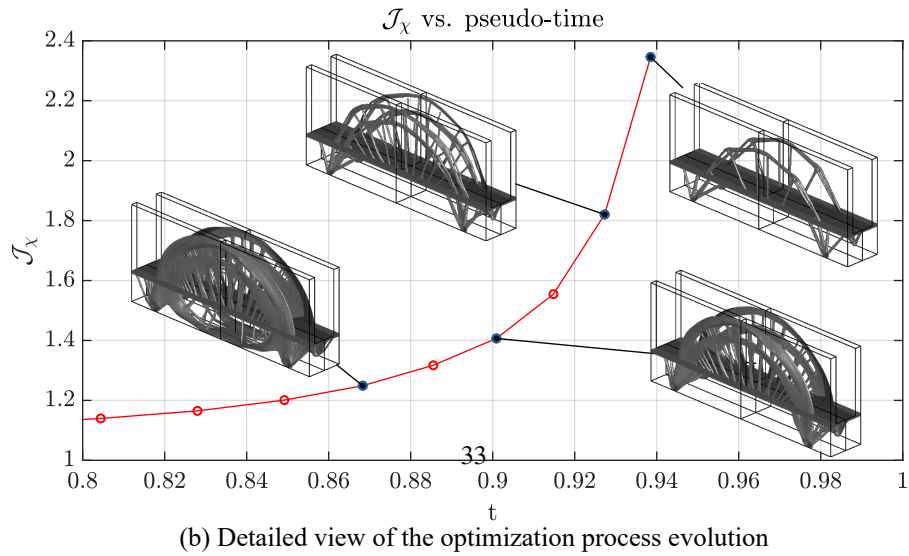 𝒥_χ vs. pseudo-time
2.4
2.2
2
1.8
1.6
1.4
1.2
1
𝒥_χ
33
0.8 0.82 0.84 0.86 0.88 0.9 0.92 0.94 0.96 0.98 1
t
(b) Detailed view of the optimization process evolution